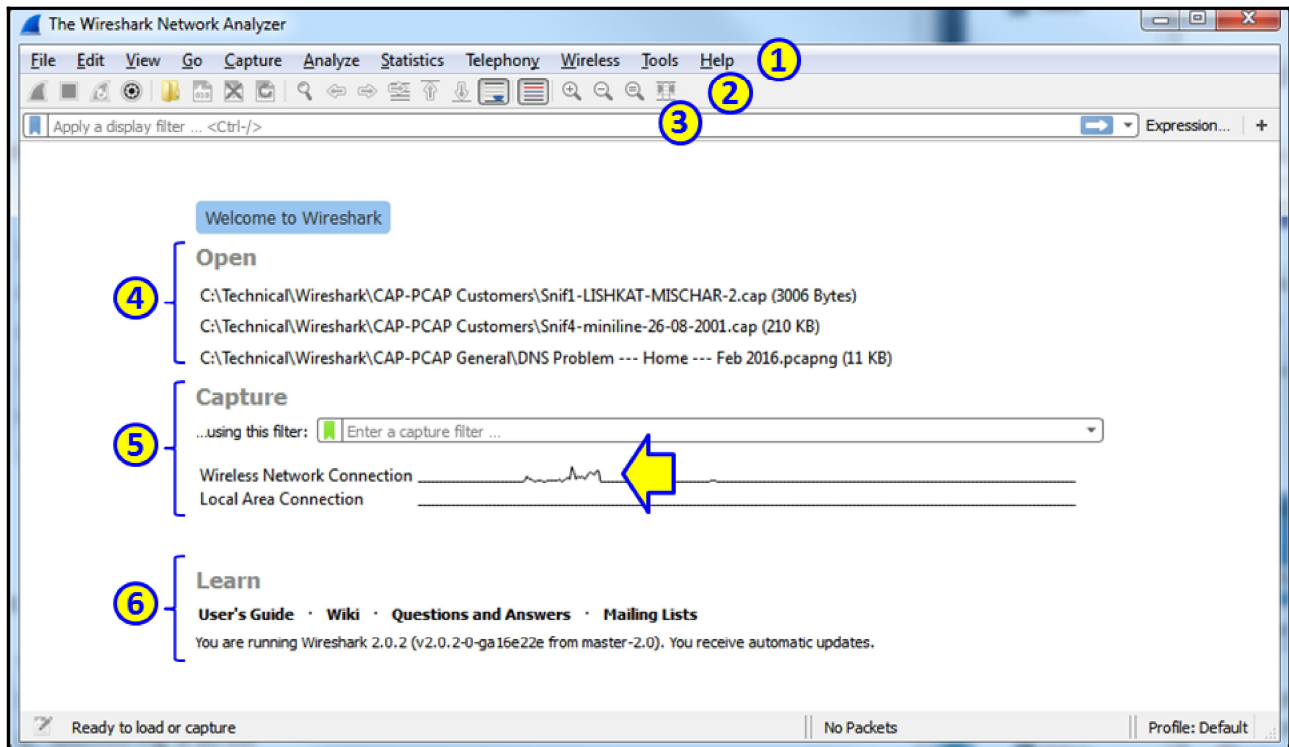 The Wireshark Network Analyzer
File Edit View Go Capture Analyze Statistics Telephony Wireless Tools Help 1
2
Apply a display filter ... <Ctrl-/> 3 Expression... +
Welcome to Wireshark
Open
4
C:\Technical\Wireshark\CAP-PCAP Customers\Snif1-LISHKAT-MISCHAR-2.cap (3006 Bytes)
C:\Technical\Wireshark\CAP-PCAP Customers\Snif4-miniline-26-08-2001.cap (210 KB)
C:\Technical\Wireshark\CAP-PCAP General\DNS Problem --- Home --- Feb 2016.pcapng (11 KB)
Capture
5
...using this filter: Enter a capture filter ...
Wireless Network Connection
Local Area Connection
Learn
6
User's Guide · Wiki · Questions and Answers · Mailing Lists
You are running Wireshark 2.0.2 (v2.0.2-0-ga16e22e from master-2.0). You receive automatic updates.
Ready to load or capture No Packets Profile: Default